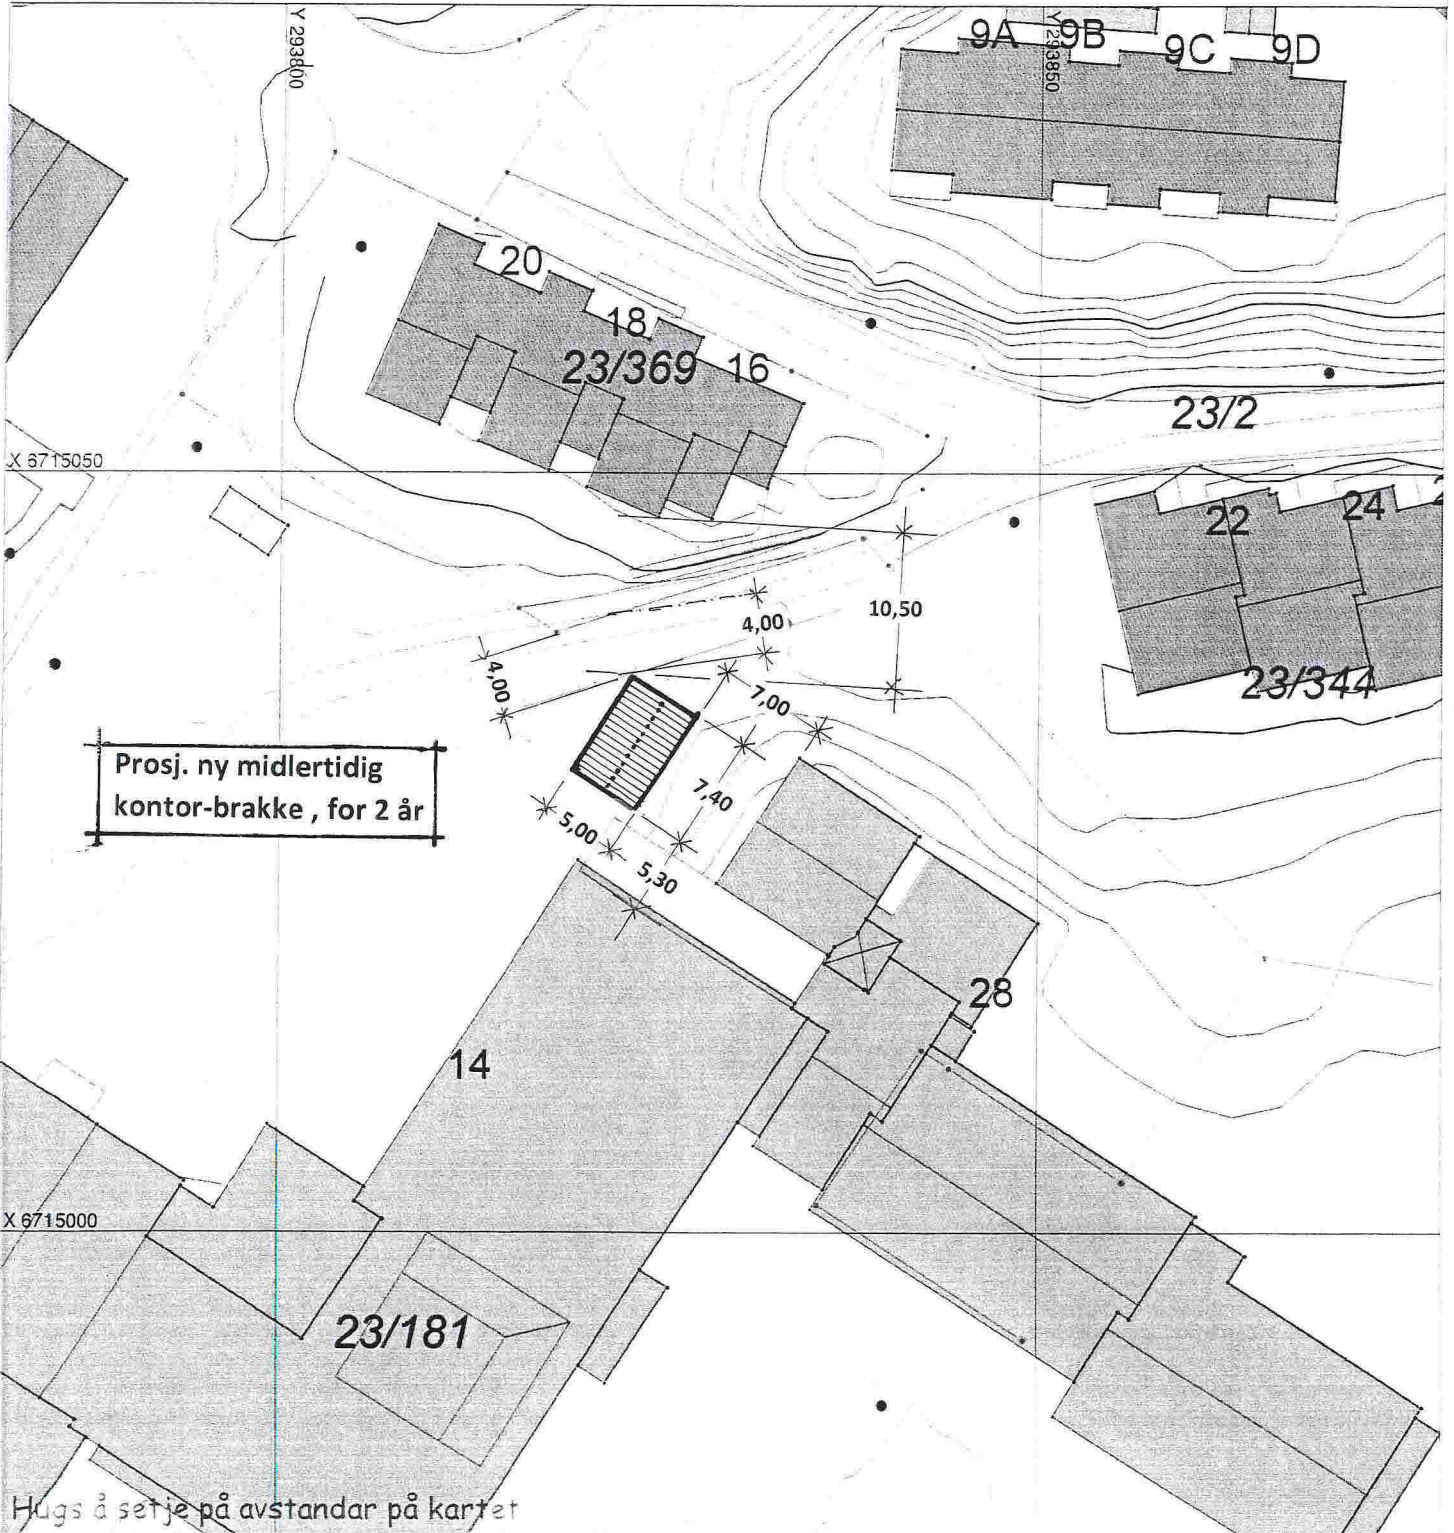 Y 293800
Y 293850
9A 9B 9C 9D
20
18
23/369 16
23/2
X 6715050
22 24
10,50
4,00
4,00
23/344
7,00
Prosj. ny midlertidig
kontor-brakke , for 2 år
7,40
5,00
5,30
28
14
X 6715000
23/181
Hugs å setje på avstandar på kartet